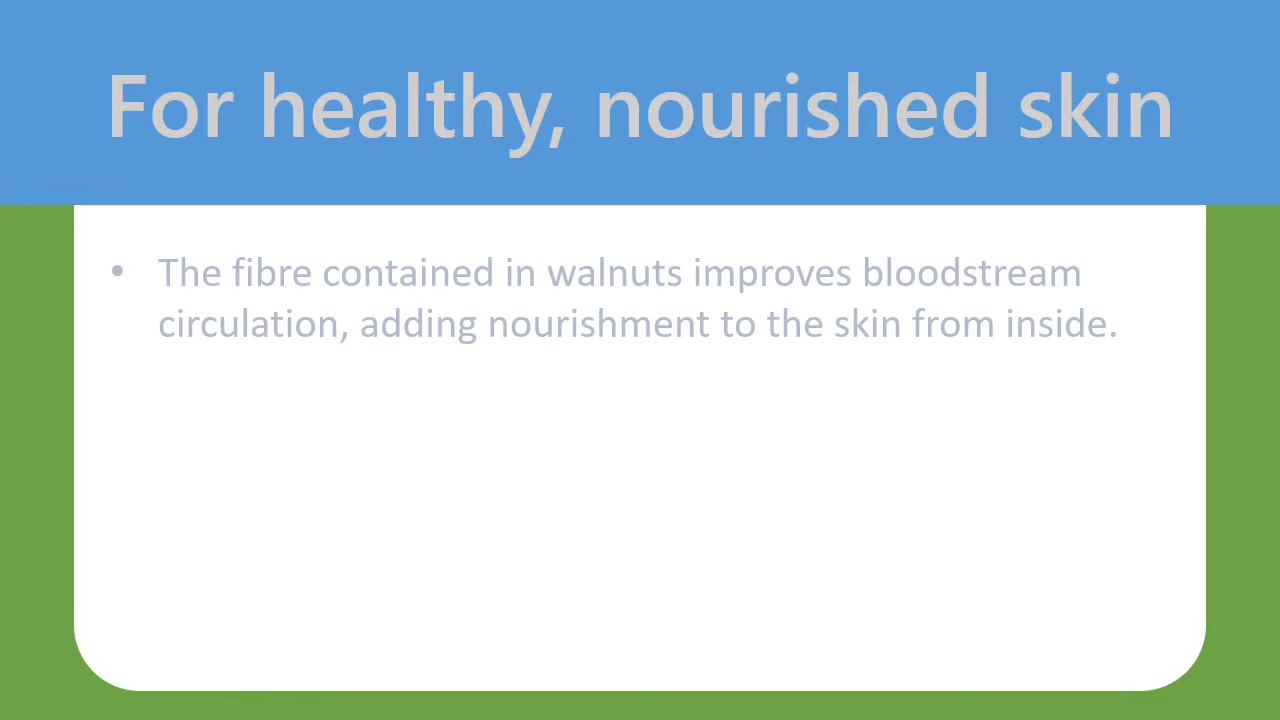 For healthy, nourished skin
• The fibre contained in walnuts improves bloodstream
circulation, adding nourishment to the skin from inside.